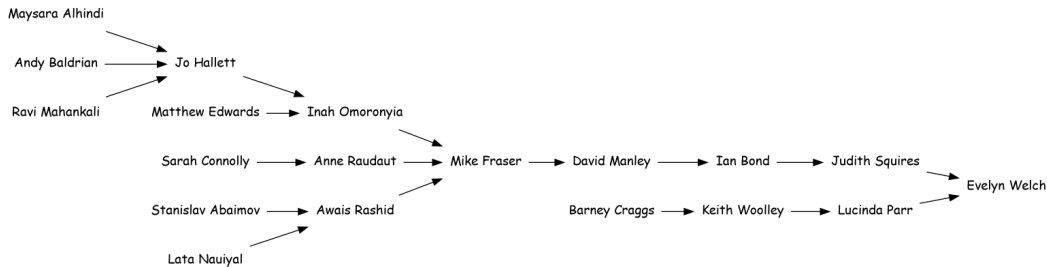 Maysara Alhindi
Andy Baldrian
Jo Hallett
Ravi Mahankali
Matthew Edwards
Inah Omoronyia
Sarah Connolly
Anne Raudaut
Mike Fraser
David Manley
Ian Bond
Judith Squires
Evelyn Welch
Stanislav Abaimov
Awais Rashid
Barney Craggs
Keith Woolley
Lucinda Parr
Lata Nauiyal